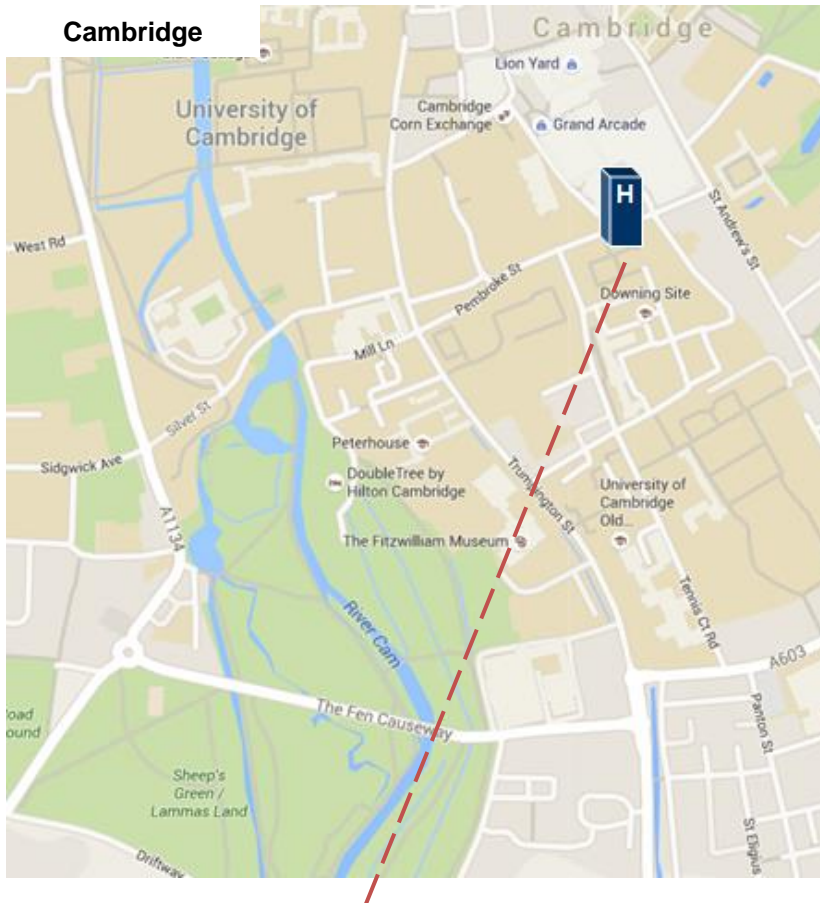 Cambridge
Cambridge
Lion Yard
University of
Cambridge
Cambridge
Corn Exchange
Grand Arcade
H
St Andrew's St
West Rd
Pembroke St
Downing Site
Mill Ln
Silver St
Peterhouse
Sidgwick Ave
DoubleTree by
Hilton Cambridge
Trumpington St
University of
Cambridge
Old...
A1134
The Fitzwilliam Museum
Tennis Ct Rd
River Cam
A603
The Fen Causeway
Panton St
Sheep's
Green /
Lammas Land
St Eligius
Driftway